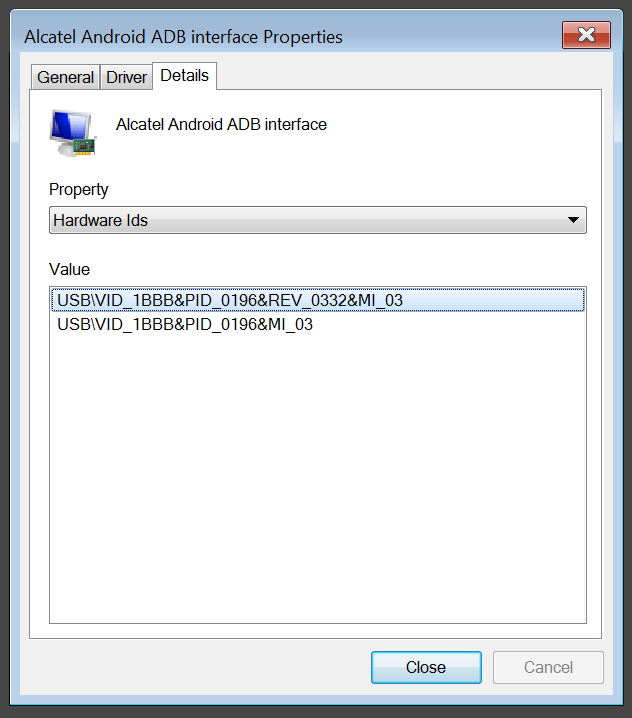 Alcatel Android ADB interface Properties
General Driver Details
Alcatel Android ADB interface
Property
Hardware Ids
Value
USB\VID_1BBB&PID_0196&REV_0332&MI_03
USB\VID_1BBB&PID_0196&MI_03
Close Cancel